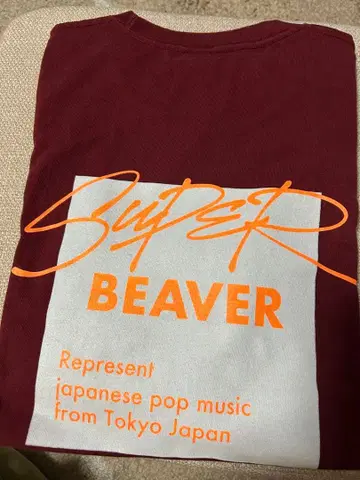 SUPER
BEAVER
Represent
japanese pop music
from Tokyo Japan